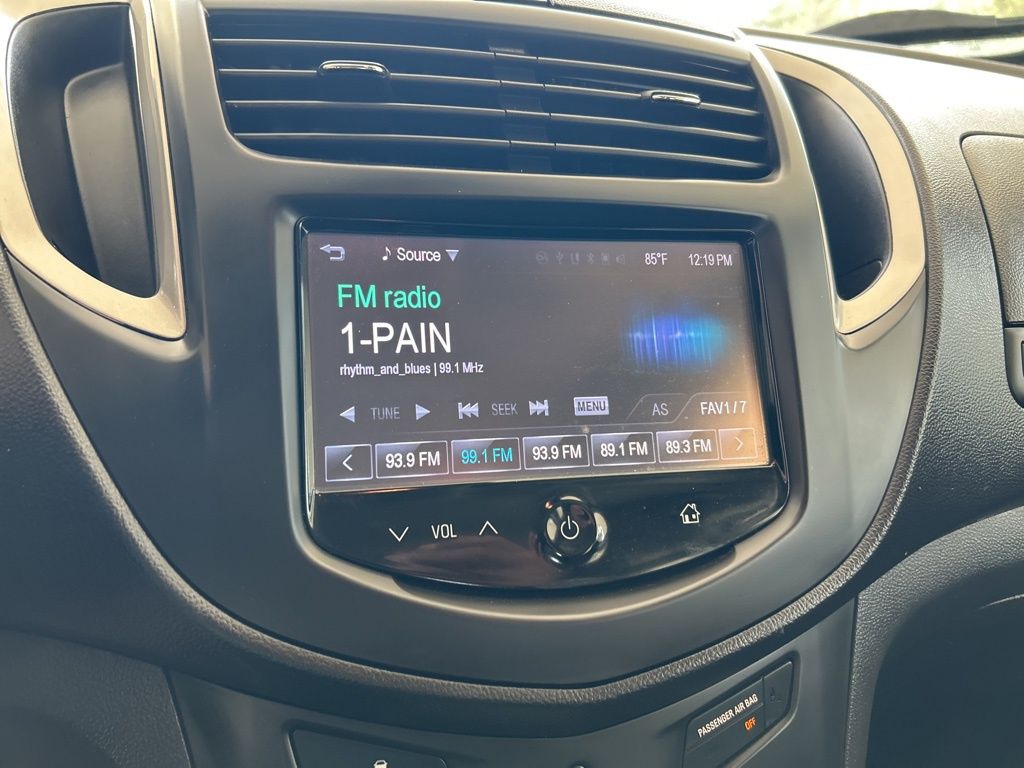 Source 85°F 12:19 PM
FM radio
1-PAIN
rhythm_and_blues | 99.1 MHz
TUNE SEEK MENU AS FAV1 / 7
93.9 FM 99.1 FM 93.9 FM 89.1 FM 89.3 FM
VOL
PASSENGER AIR BAG
OFF